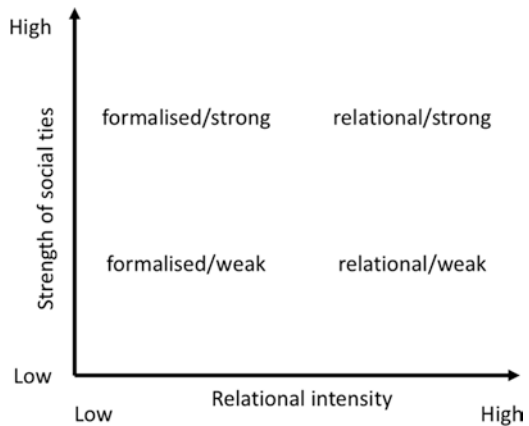 High
formalised/strong
relational/strong
Strength of social ties
formalised/weak
relational/weak
Low
Low
Relational intensity
High